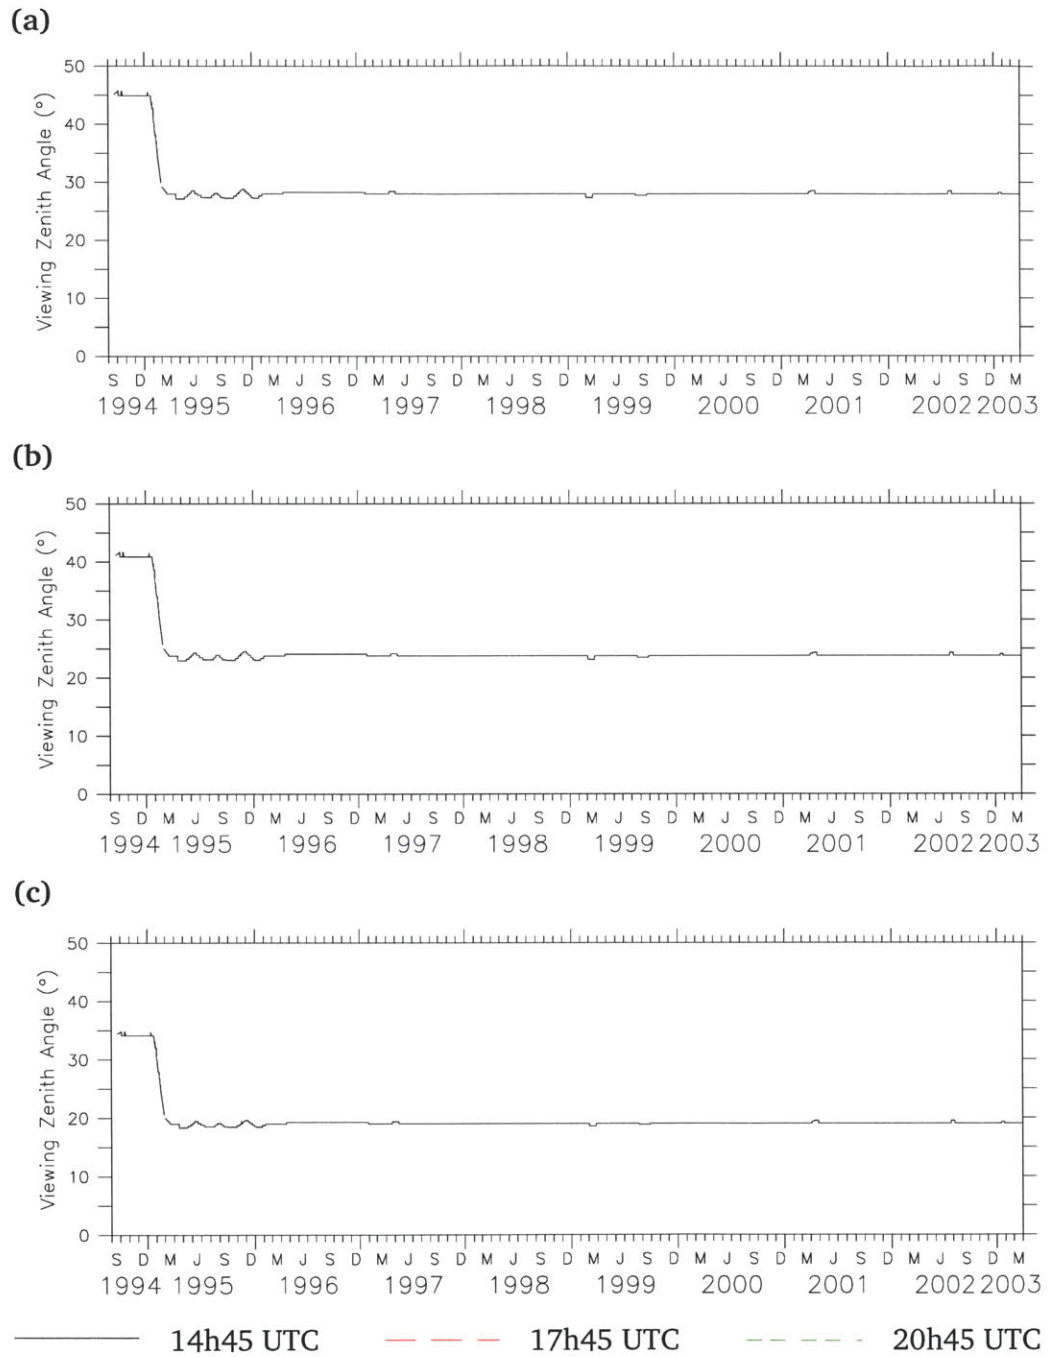 (a)
50
40
30
20
10
0
Viewing Zenith Angle (°)
S D M J S D M J S D M J S D M J S D M J S D M J S D M J S D M J S D M
1994 1995 1996 1997 1998 1999 2000 2001 2002 2003
(b)
50
40
30
20
10
0
Viewing Zenith Angle (°)
S D M J S D M J S D M J S D M J S D M J S D M J S D M J S D M J S D M
1994 1995 1996 1997 1998 1999 2000 2001 2002 2003
(c)
50
40
30
20
10
0
Viewing Zenith Angle (°)
S D M J S D M J S D M J S D M J S D M J S D M J S D M J S D M J S D M
1994 1995 1996 1997 1998 1999 2000 2001 2002 2003
14h45 UTC 17h45 UTC 20h45 UTC